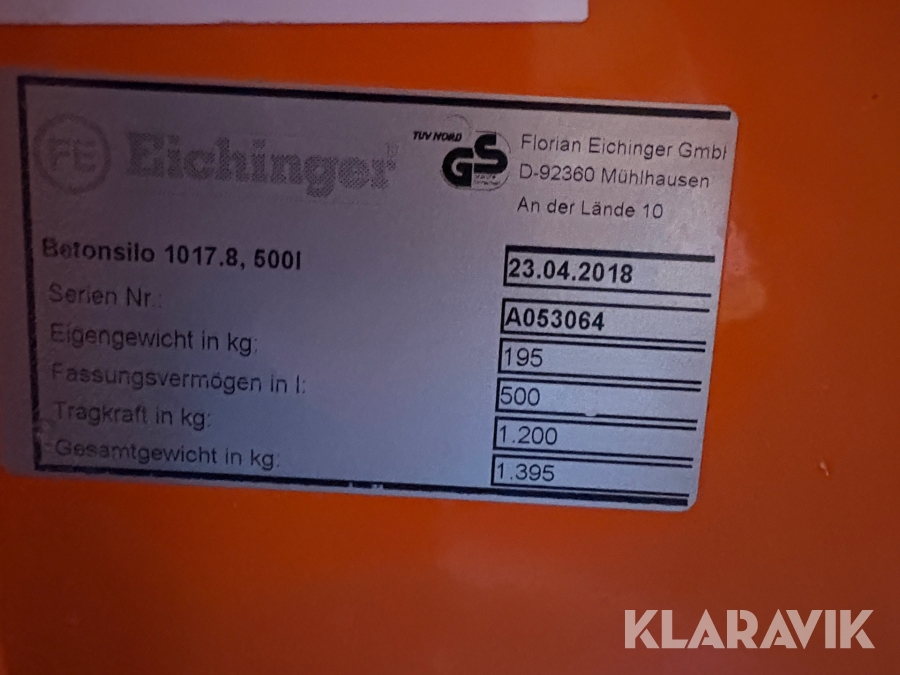 FE Eichinger
TÜV NORD
GS
Florian Eichinger GmbH
D-92360 Mühlhausen
An der Lände 10
Betonsilo 1017.8, 500l
23.04.2018
Serien Nr.: A053064
Eigengewicht in kg: 195
Fassungsvermögen in l: 500
Tragkraft in kg: 1.200
Gesamtgewicht in kg: 1.395
KLARAVIK